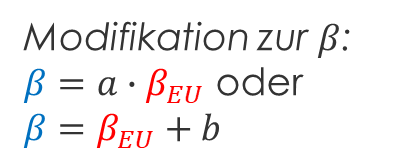 Modifikation zur β:
β = a · β_EU oder
β = β_EU + b